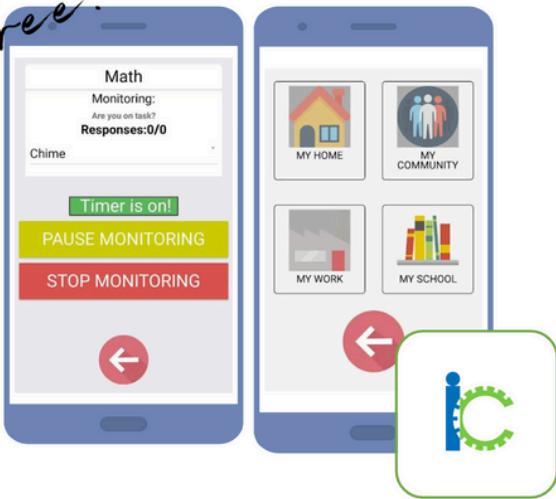 Math
Monitoring:
Are you on task?
Responses:0/0
Chime
Timer is on!
PAUSE MONITORING
STOP MONITORING
MY HOME
MY
COMMUNITY
MY WORK
MY SCHOOL
ic